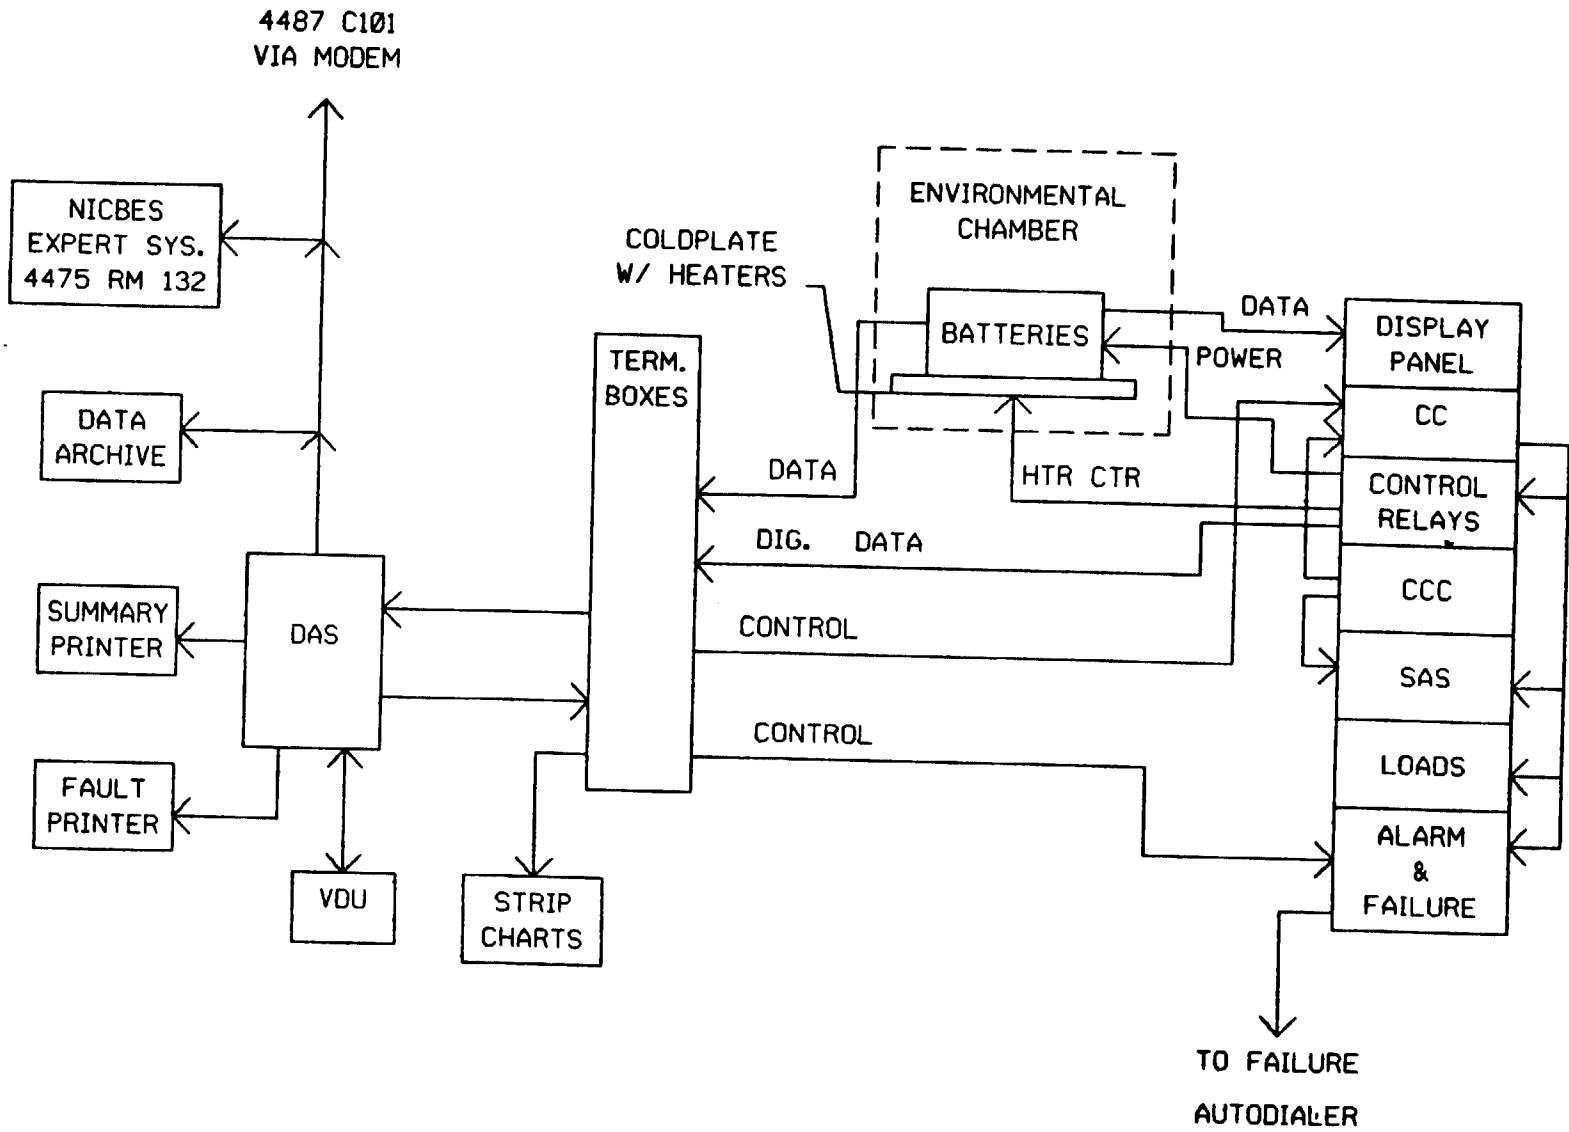 4487 C101
VIA MODEM
NICBES
EXPERT SYS.
4475 RM 132
DATA
ARCHIVE
SUMMARY
PRINTER
FAULT
PRINTER
DAS
VDU
STRIP
CHARTS
TERM.
BOXES
COLDPLATE
W/ HEATERS
ENVIRONMENTAL
CHAMBER
BATTERIES
DATA
POWER
HTR CTR
DATA
DIG. DATA
CONTROL
CONTROL
DISPLAY
PANEL
CC
CONTROL
RELAYS
CCC
SAS
LOADS
ALARM
&
FAILURE
TO FAILURE
AUTODIALER